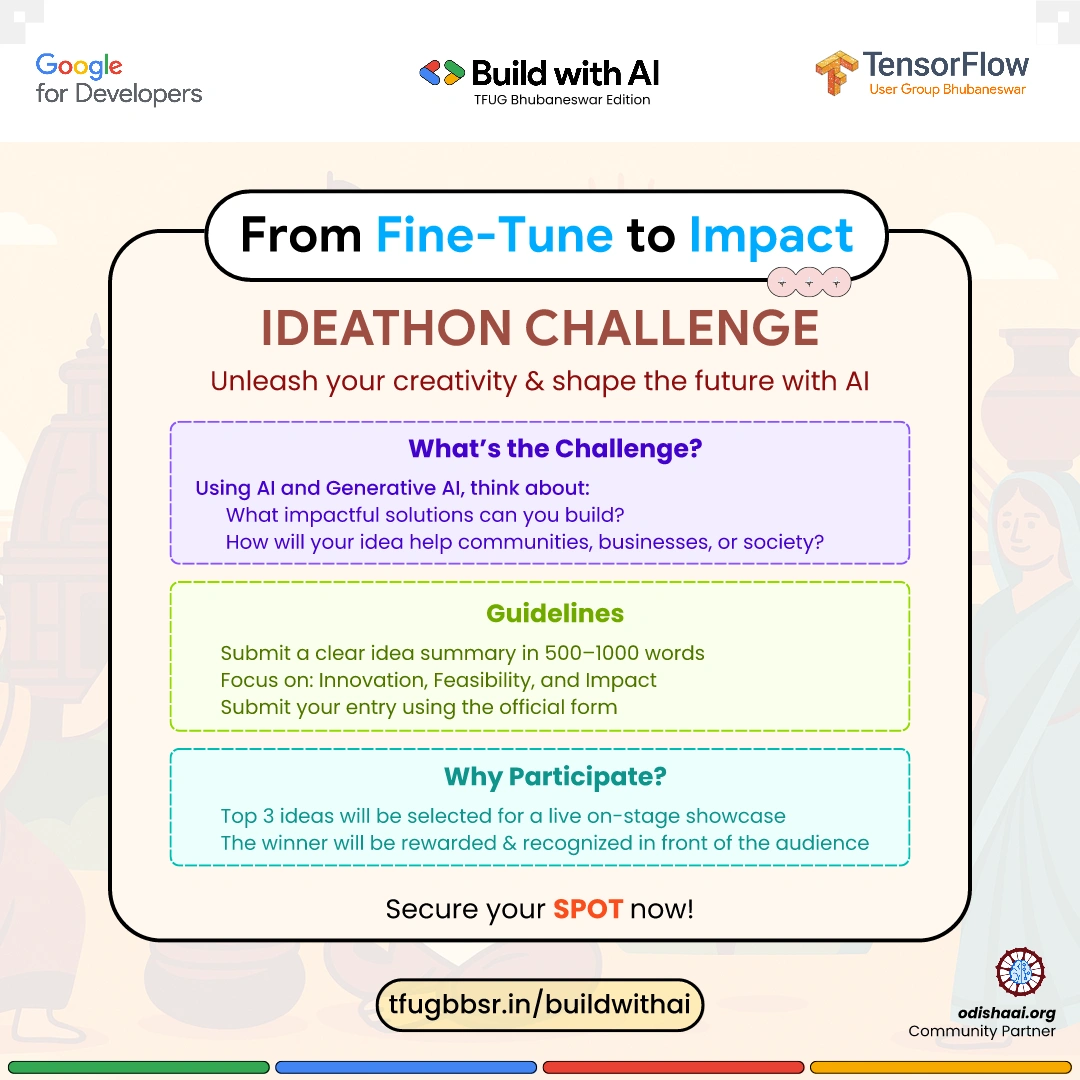 Google
for Developers
Build with AI
TFUG Bhubaneswar Edition
TensorFlow
User Group Bhubaneswar
From Fine-Tune to Impact
IDEATHON CHALLENGE
Unleash your creativity & shape the future with AI
What's the Challenge?
Using AI and Generative AI, think about:
What impactful solutions can you build?
How will your idea help communities, businesses, or society?
Guidelines
Submit a clear idea summary in 500–1000 words
Focus on: Innovation, Feasibility, and Impact
Submit your entry using the official form
Why Participate?
Top 3 ideas will be selected for a live on-stage showcase
The winner will be rewarded & recognized in front of the audience
Secure your SPOT now!
tfugbbsr.in/buildwithai
odishaai.org
Community Partner